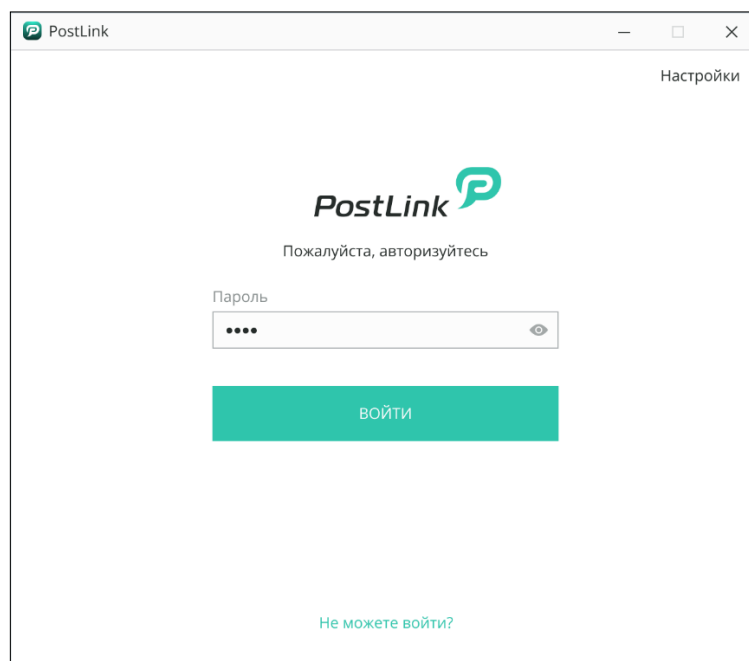 PostLink
Настройки
PostLink
Пожалуйста, авторизуйтесь
Пароль
••••
ВОЙТИ
Не можете войти?